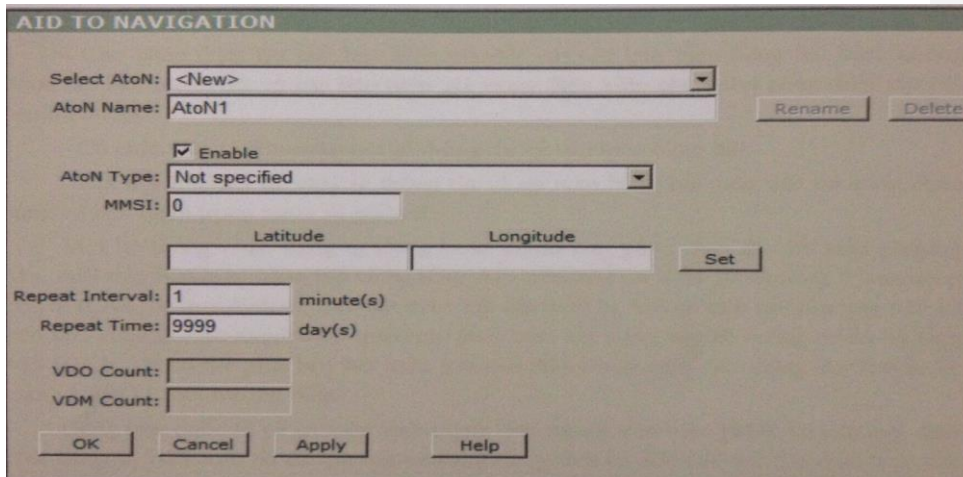 AID TO NAVIGATION
Select AtoN: <New>
AtoN Name: AtoN1 Rename Delete
Enable
AtoN Type: Not specified
MMSI: 0
Latitude Longitude
Set
Repeat Interval: 1 minute(s)
Repeat Time: 9999 day(s)
VDO Count:
VDM Count:
OK Cancel Apply Help